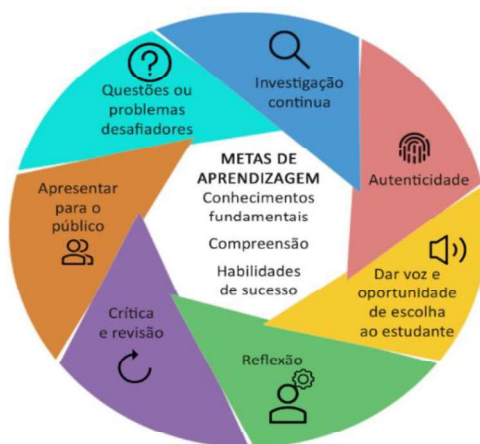 METAS DE
APRENDIZAGEM
Conhecimentos
fundamentais
Compreensão
Habilidades
de sucesso
Questões ou
problemas
desafiadores
Investigação
contínua
Autenticidade
Dar voz e
oportunidade
de escolha
ao estudante
Reflexão
Crítica
e revisão
Apresentar
para o
público